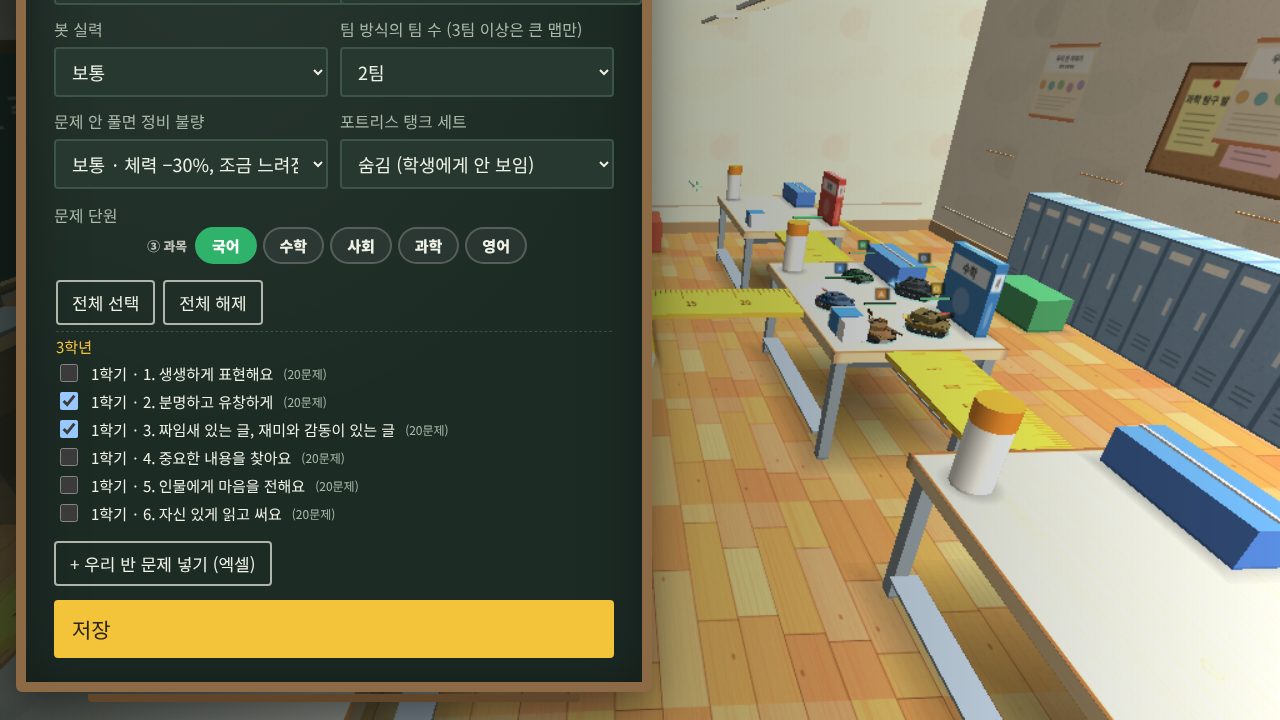 봇 실력
팀 방식의 팀 수 (3팀 이상은 큰 맵만)
보통
2팀
문제 안 풀면 정비 불량
포트리스 탱크 세트
보통 · 체력 −30%, 조금 느려짐
숨김 (학생에게 안 보임)
문제 단원
③ 과목 국어 수학 사회 과학 영어
전체 선택 전체 해제
3학년
1학기 · 1. 생생하게 표현해요 (20문제)
1학기 · 2. 분명하고 유창하게 (20문제)
1학기 · 3. 짜임새 있는 글, 재미와 감동이 있는 글 (20문제)
1학기 · 4. 중요한 내용을 찾아요 (20문제)
1학기 · 5. 인물에게 마음을 전해요 (20문제)
1학기 · 6. 자신 있게 읽고 써요 (20문제)
+ 우리 반 문제 넣기 (엑셀)
저장
과학 탐구
수학
15 20